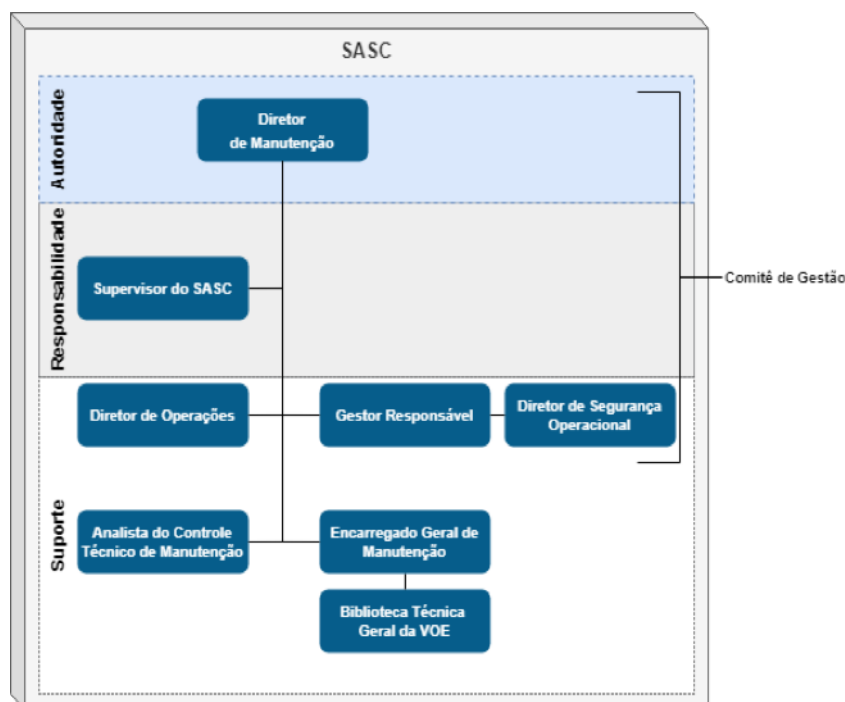 SASC
Autoridade
Diretor
de Manutenção
Responsabilidade
Supervisor do SASC
Comitê de Gestão
Suporte
Diretor de Operações
Gestor Responsável
Diretor de Segurança
Operacional
Analista do Controle
Técnico de Manutenção
Encarregado Geral de
Manutenção
Biblioteca Técnica
Geral da VOE